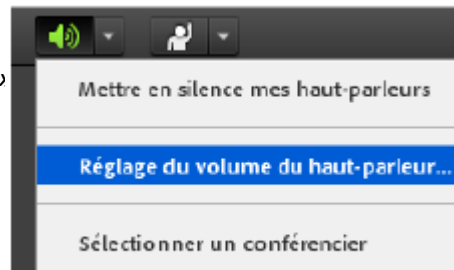 »
Mettre en silence mes haut-parleurs
Réglage du volume du haut-parleur...
Sélectionner un conférencier